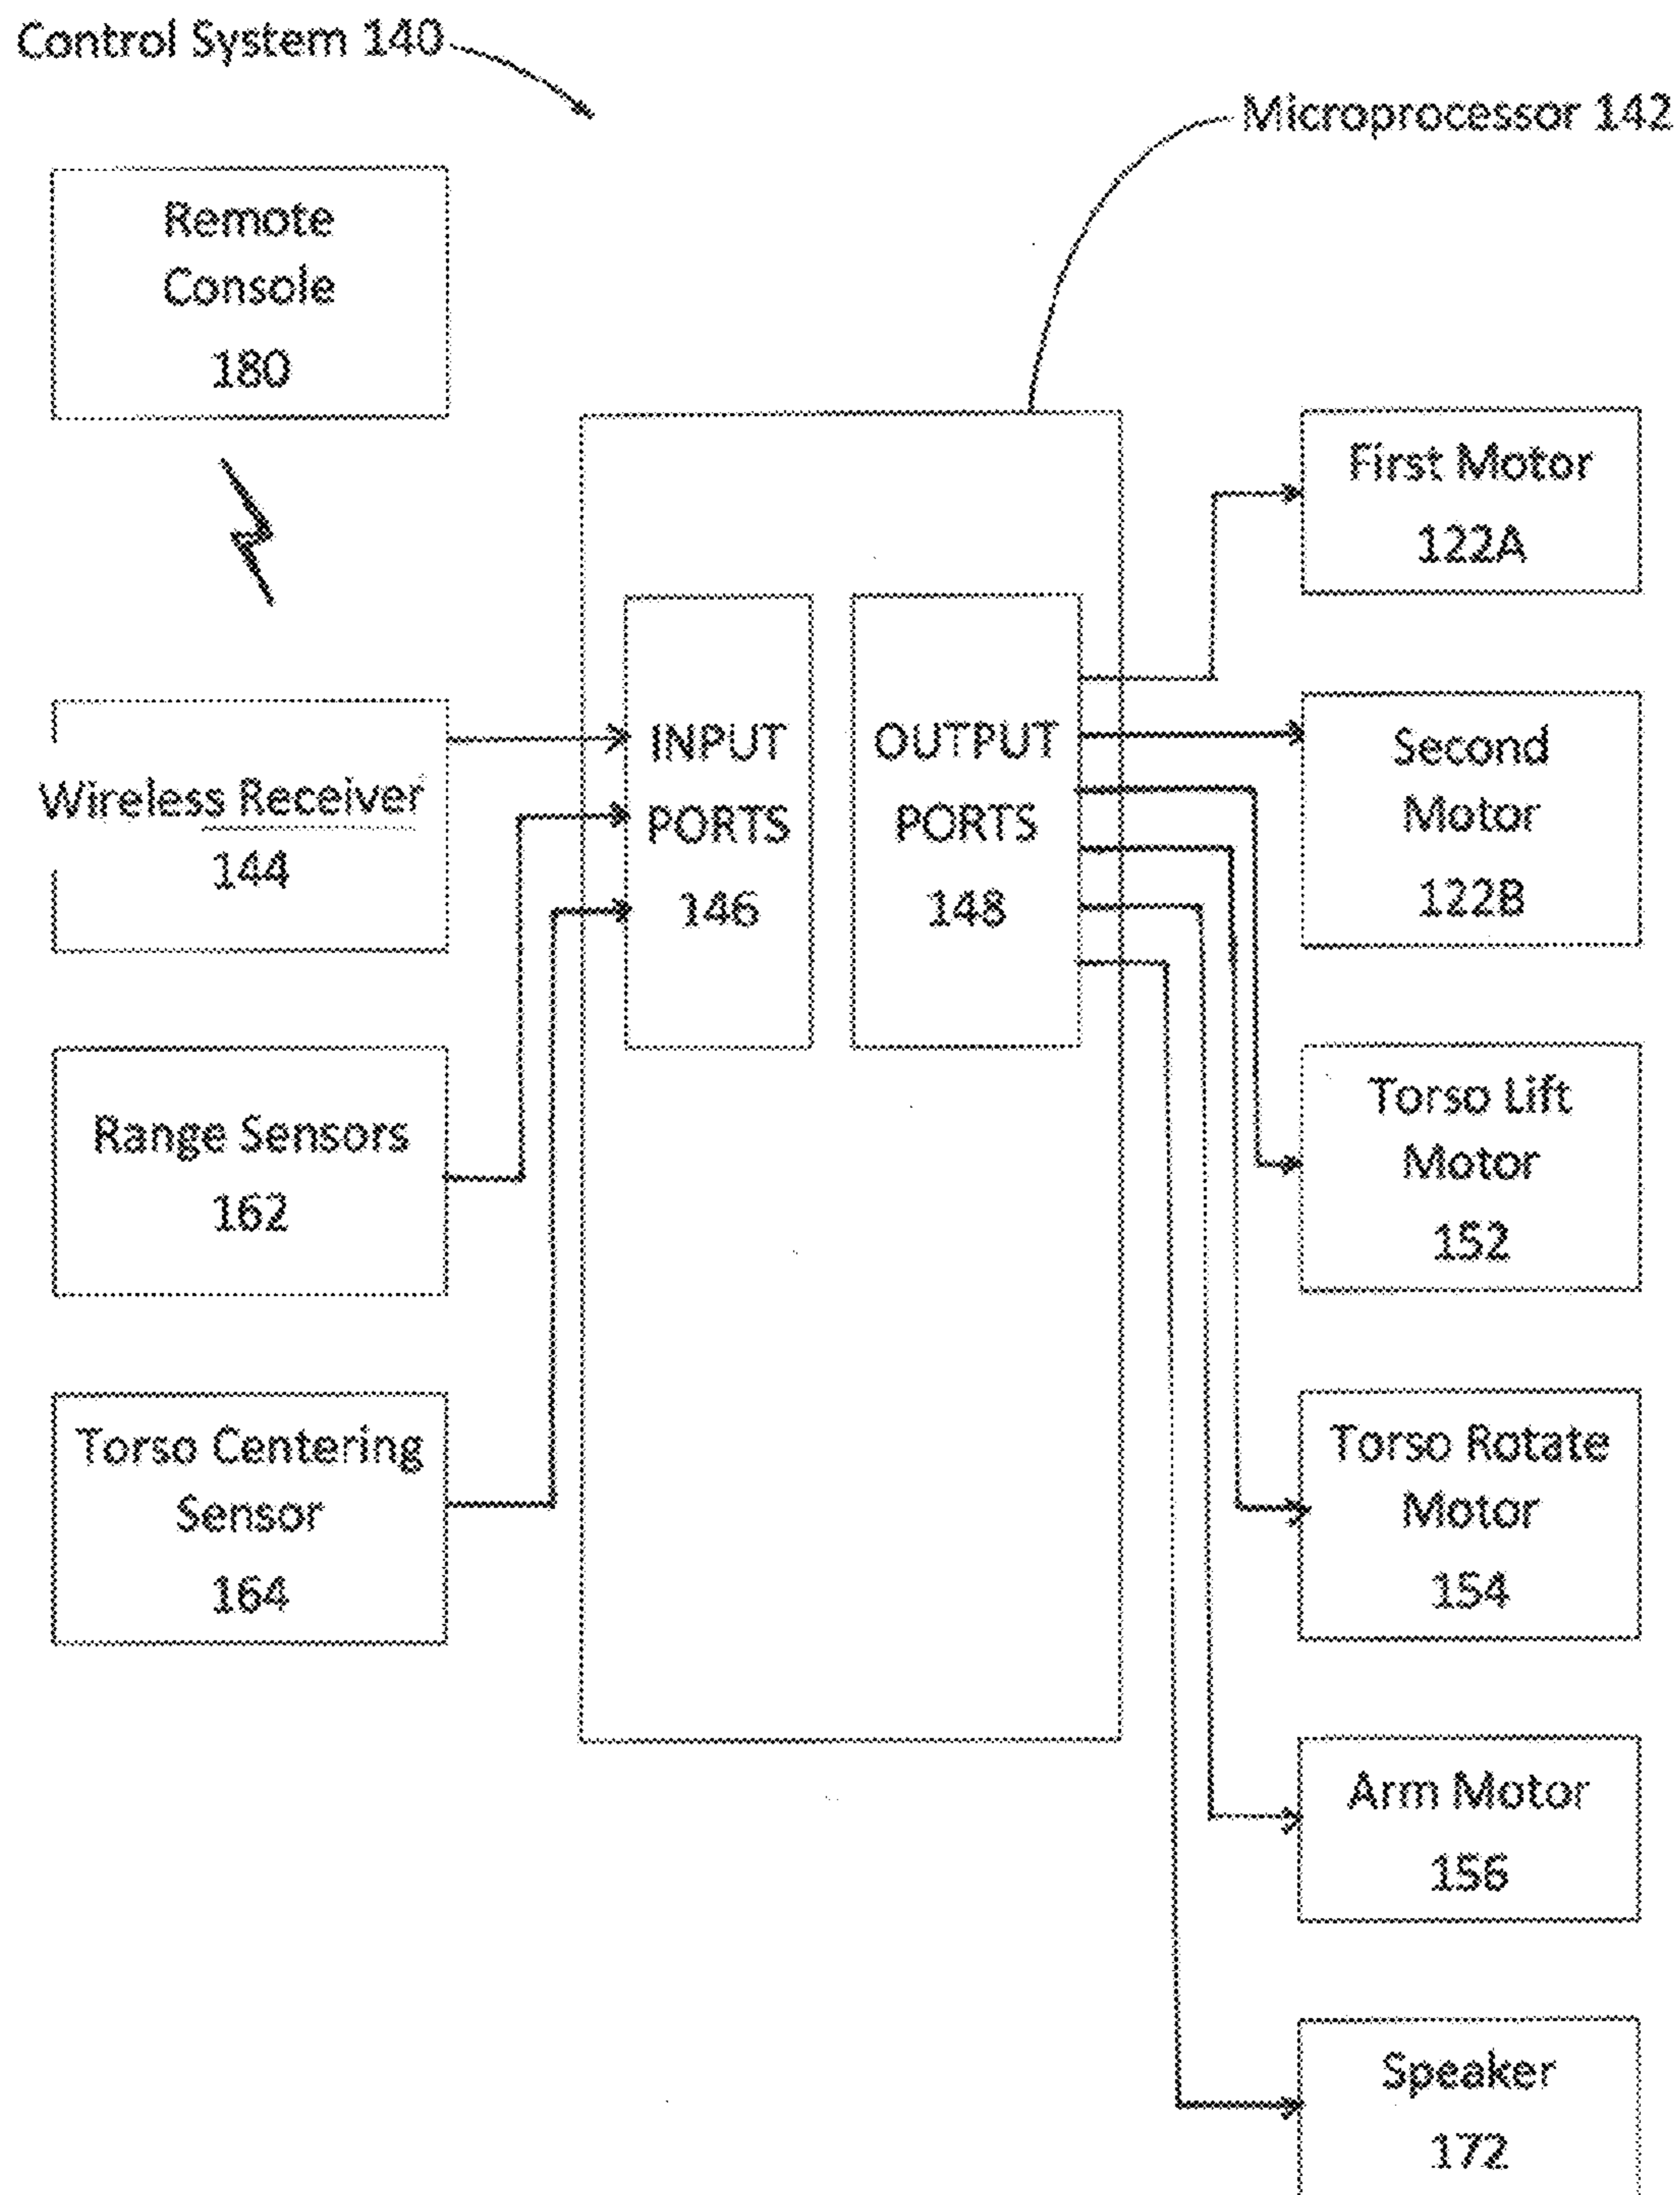 Control System 140
Microprocessor 142
Remote
Console
180
First Motor
122A
Wireless Receiver
144
INPUT
PORTS
146
OUTPUT
PORTS
148
Second
Motor
122B
Range Sensors
162
Torso Lift
Motor
152
Torso Centering
Sensor
164
Torso Rotate
Motor
154
Arm Motor
156
Speaker
172